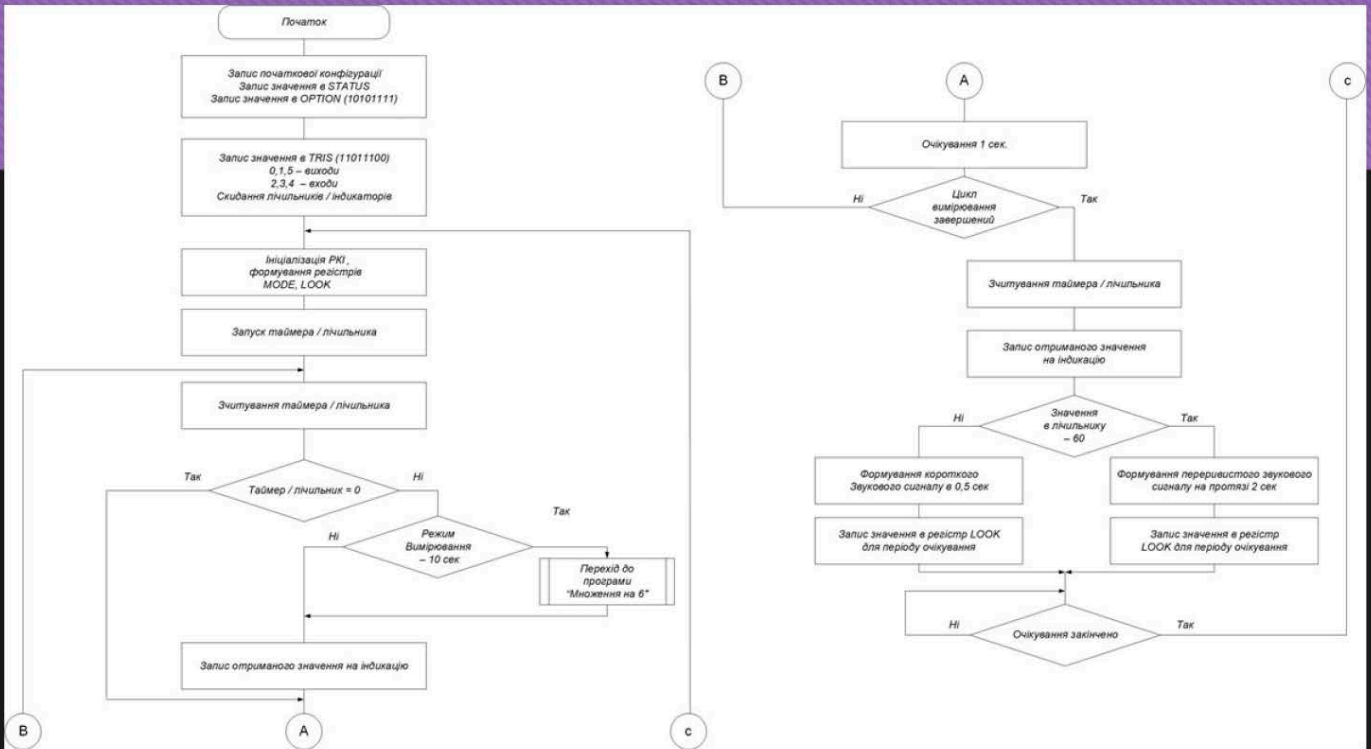 Початок
Запис початкової конфігурації
Запис значення в STATUS
Запис значення в OPTION (10101111)
Запис значення в TRIS (11011100)
0,1,5 – виходи
2,3,4 – входи
Скидання лічильників / індикаторів
Ініціалізація РКІ ,
формування регістрів
MODE, LOOK
Запуск таймера / лічильника
Зчитування таймера / лічильника
Так
Таймер / лічильник = 0
Ні
Ні
Режим
Вимірювання
– 10 сек
Так
Перехід до
програми
"Множення на 6"
Запис отриманого значення на індикацію
B
A
c
B
A
c
Очікування 1 сек.
Ні
Цикл
вимірювання
завершений
Так
Зчитування таймера / лічильника
Запис отриманого значення
на індикацію
Ні
Значення
в лічильнику
– 60
Так
Формування короткого
Звукового сигналу в 0,5 сек
Формування переривистого звукового
сигналу на протязі 2 сек
Запис значення в регістр LOOK
для періоду очікування
Запис значення в регістр
LOOK для періоду очікування
Ні
Очікування закінчено
Так